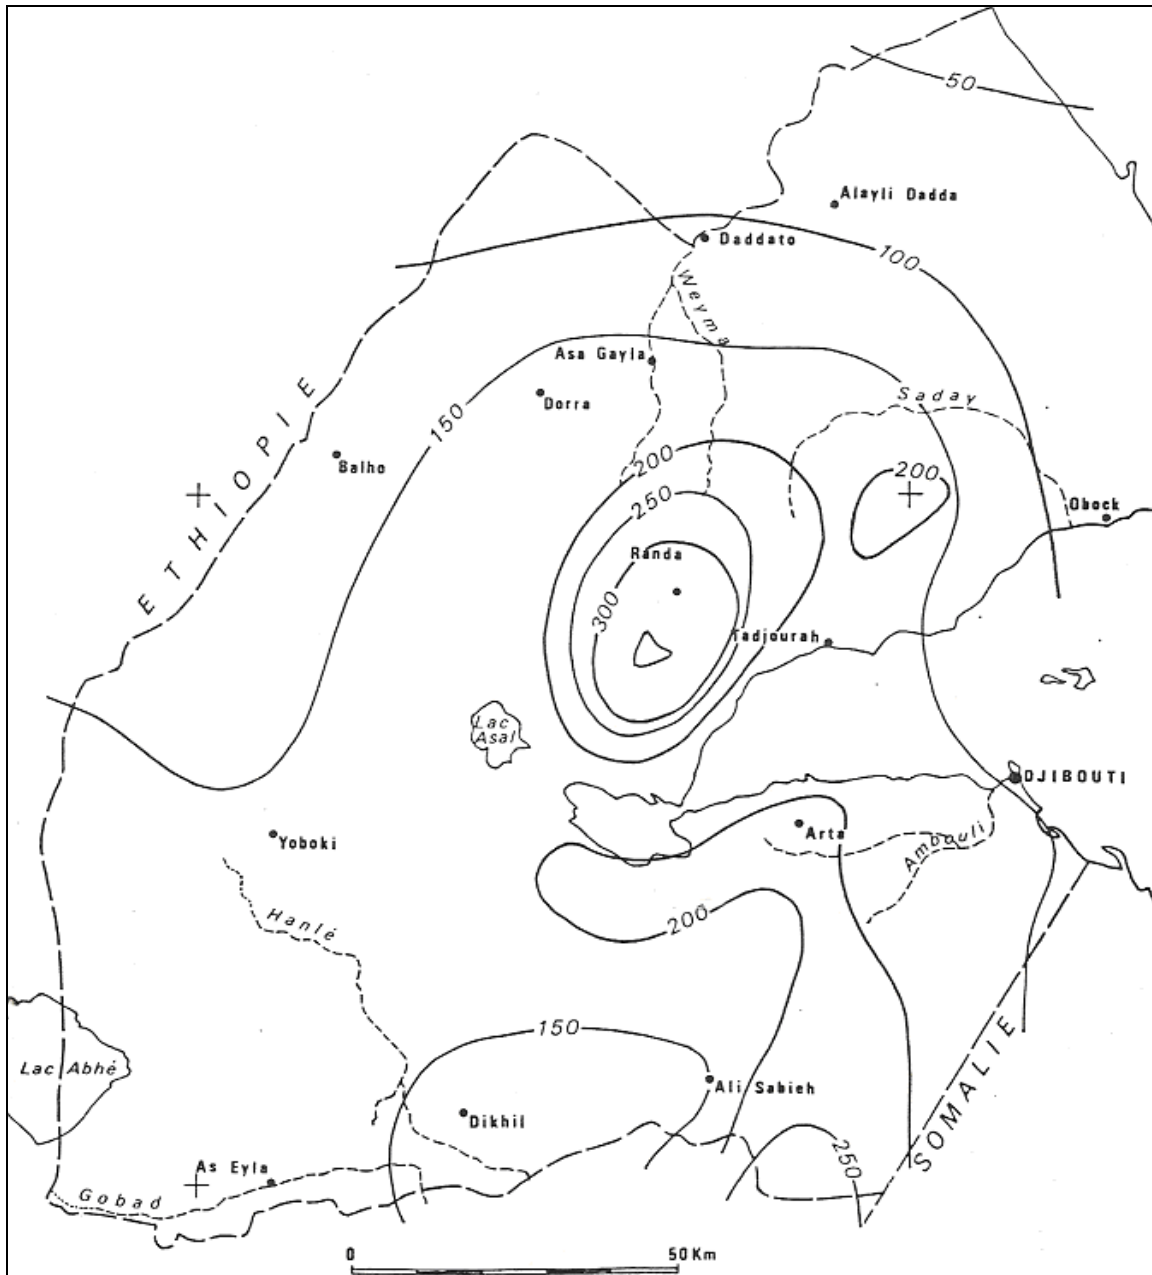 50
Alayli Dadda
Daddato
100
Weyma
Asa Gayla
Dorra
Saday
ETHIOPIE
150
Balho
200
200
250
Obock
Randa
300
Tadjourah
Lac
Asal
DJIBOUTI
Yoboki
Arta
Ambouli
Hanlé
200
150
Lac Abhé
Ali Sabieh
Dikhil
SOMALIE
250
As Eyla
Gobad
0
50 Km